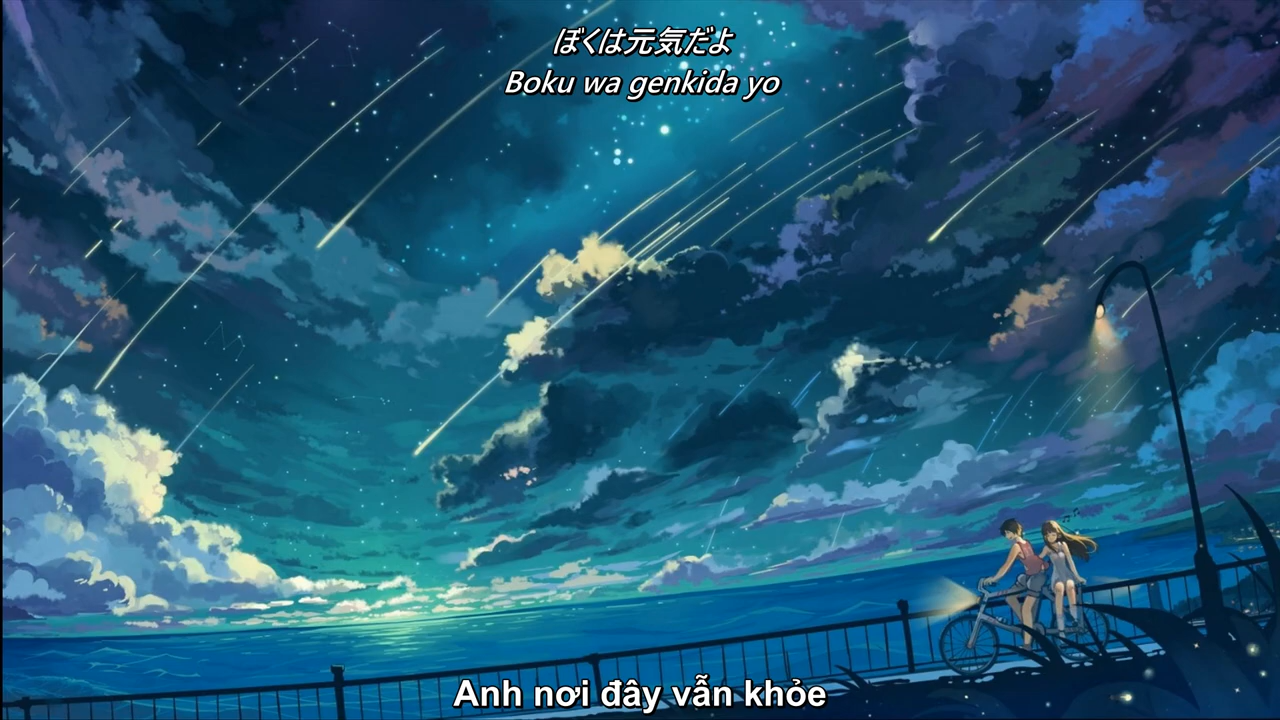 ぼくは元気だよ
Boku wa genkida yo
Anh nơi đây vẫn khỏe